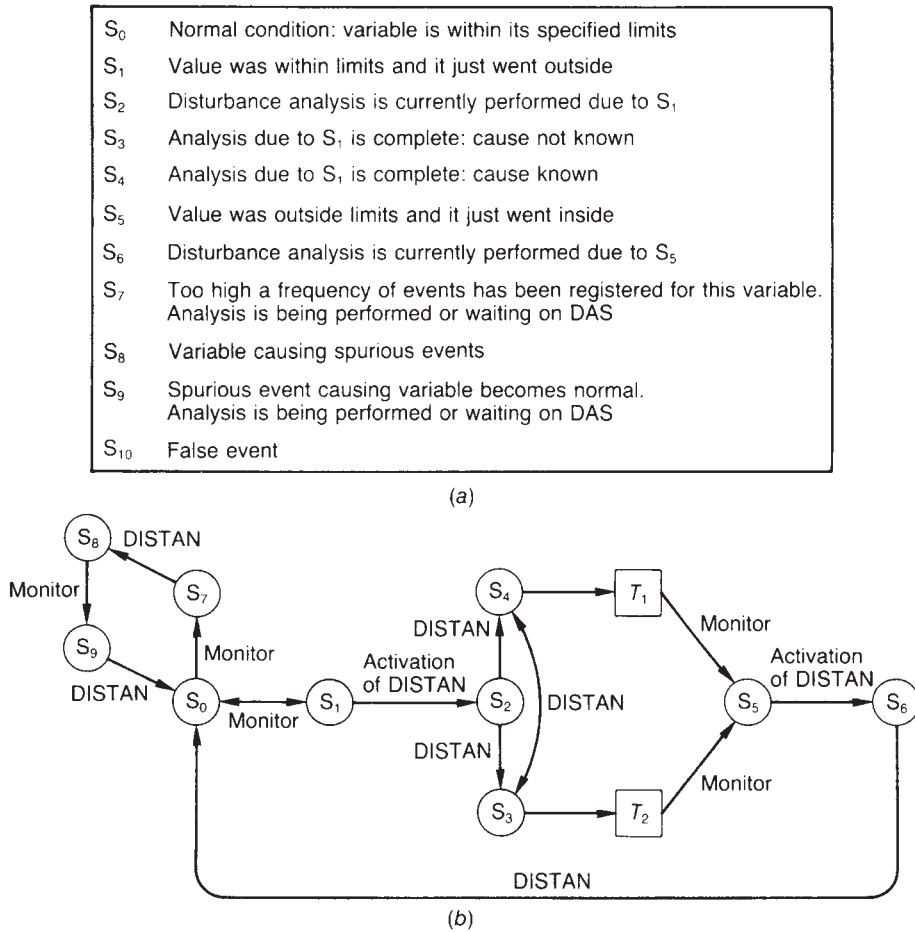 S₀ Normal condition: variable is within its specified limits
S₁ Value was within limits and it just went outside
S₂ Disturbance analysis is currently performed due to S₁
S₃ Analysis due to S₁ is complete: cause not known
S₄ Analysis due to S₁ is complete: cause known
S₅ Value was outside limits and it just went inside
S₆ Disturbance analysis is currently performed due to S₅
S₇ Too high a frequency of events has been registered for this variable.
Analysis is being performed or waiting on DAS
S₈ Variable causing spurious events
S₉ Spurious event causing variable becomes normal.
Analysis is being performed or waiting on DAS
S₁₀ False event
(a)
S₈ DISTAN
Monitor
S₇
S₉
Monitor
DISTAN
S₀
Monitor
S₁
Activation
of DISTAN
S₂
DISTAN
S₄
DISTAN
DISTAN
S₃
T₁
Monitor
T₂
Monitor
S₅
Activation
of DISTAN
S₆
DISTAN
(b)